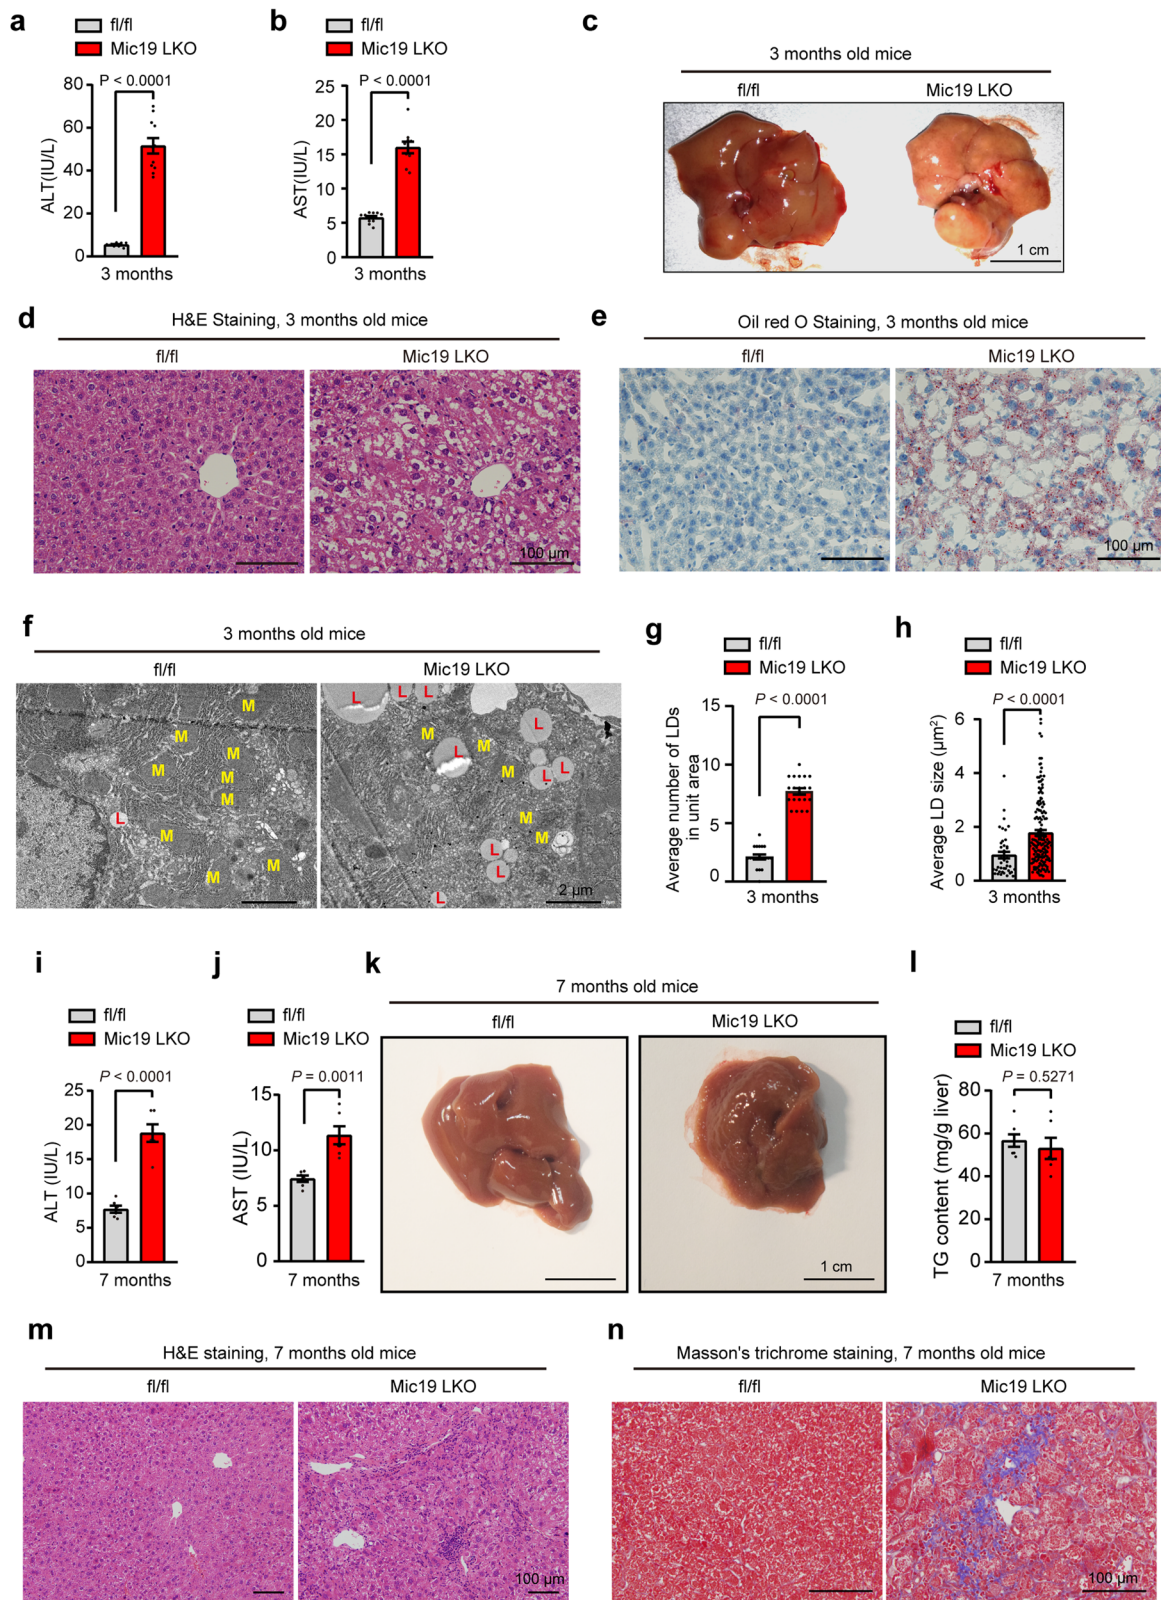 a
fl/fl
Mic19 LKO
P < 0.0001
80
60
40
20
0
ALT(IU/L)
3 months
b
fl/fl
Mic19 LKO
P < 0.0001
25
20
15
10
5
0
AST(IU/L)
3 months
c
3 months old mice
fl/fl
Mic19 LKO
1 cm
d
H&E Staining, 3 months old mice
fl/fl
Mic19 LKO
100 µm
e
Oil red O Staining, 3 months old mice
fl/fl
Mic19 LKO
100 µm
f
3 months old mice
fl/fl
Mic19 LKO
M
M
M
M
M
M
L
M
M
M
L
L
L
L
M
M
L
M
L
L
M
M
L
L
L
2 µm
g
fl/fl
Mic19 LKO
P < 0.0001
15
10
5
0
Average number of LDs
in unit area
3 months
h
fl/fl
Mic19 LKO
P < 0.0001
6
4
2
0
Average LD size (µm²)
3 months
i
fl/fl
Mic19 LKO
P < 0.0001
25
20
15
10
5
0
ALT (IU/L)
7 months
j
fl/fl
Mic19 LKO
P = 0.0011
15
10
5
0
AST (IU/L)
7 months
k
7 months old mice
fl/fl
Mic19 LKO
1 cm
l
fl/fl
Mic19 LKO
P = 0.5271
80
60
40
20
0
TG content (mg/g liver)
7 months
m
H&E staining, 7 months old mice
fl/fl
Mic19 LKO
100 µm
n
Masson's trichrome staining, 7 months old mice
fl/fl
Mic19 LKO
100 µm